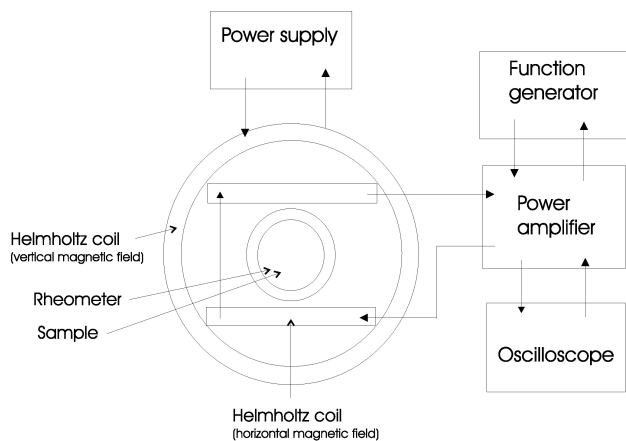 Power supply
Function
generator
Power
amplifier
Helmholtz coil
(vertical magnetic field)
Rheometer
Sample
Oscilloscope
Helmholtz coil
(horizontal magnetic field)